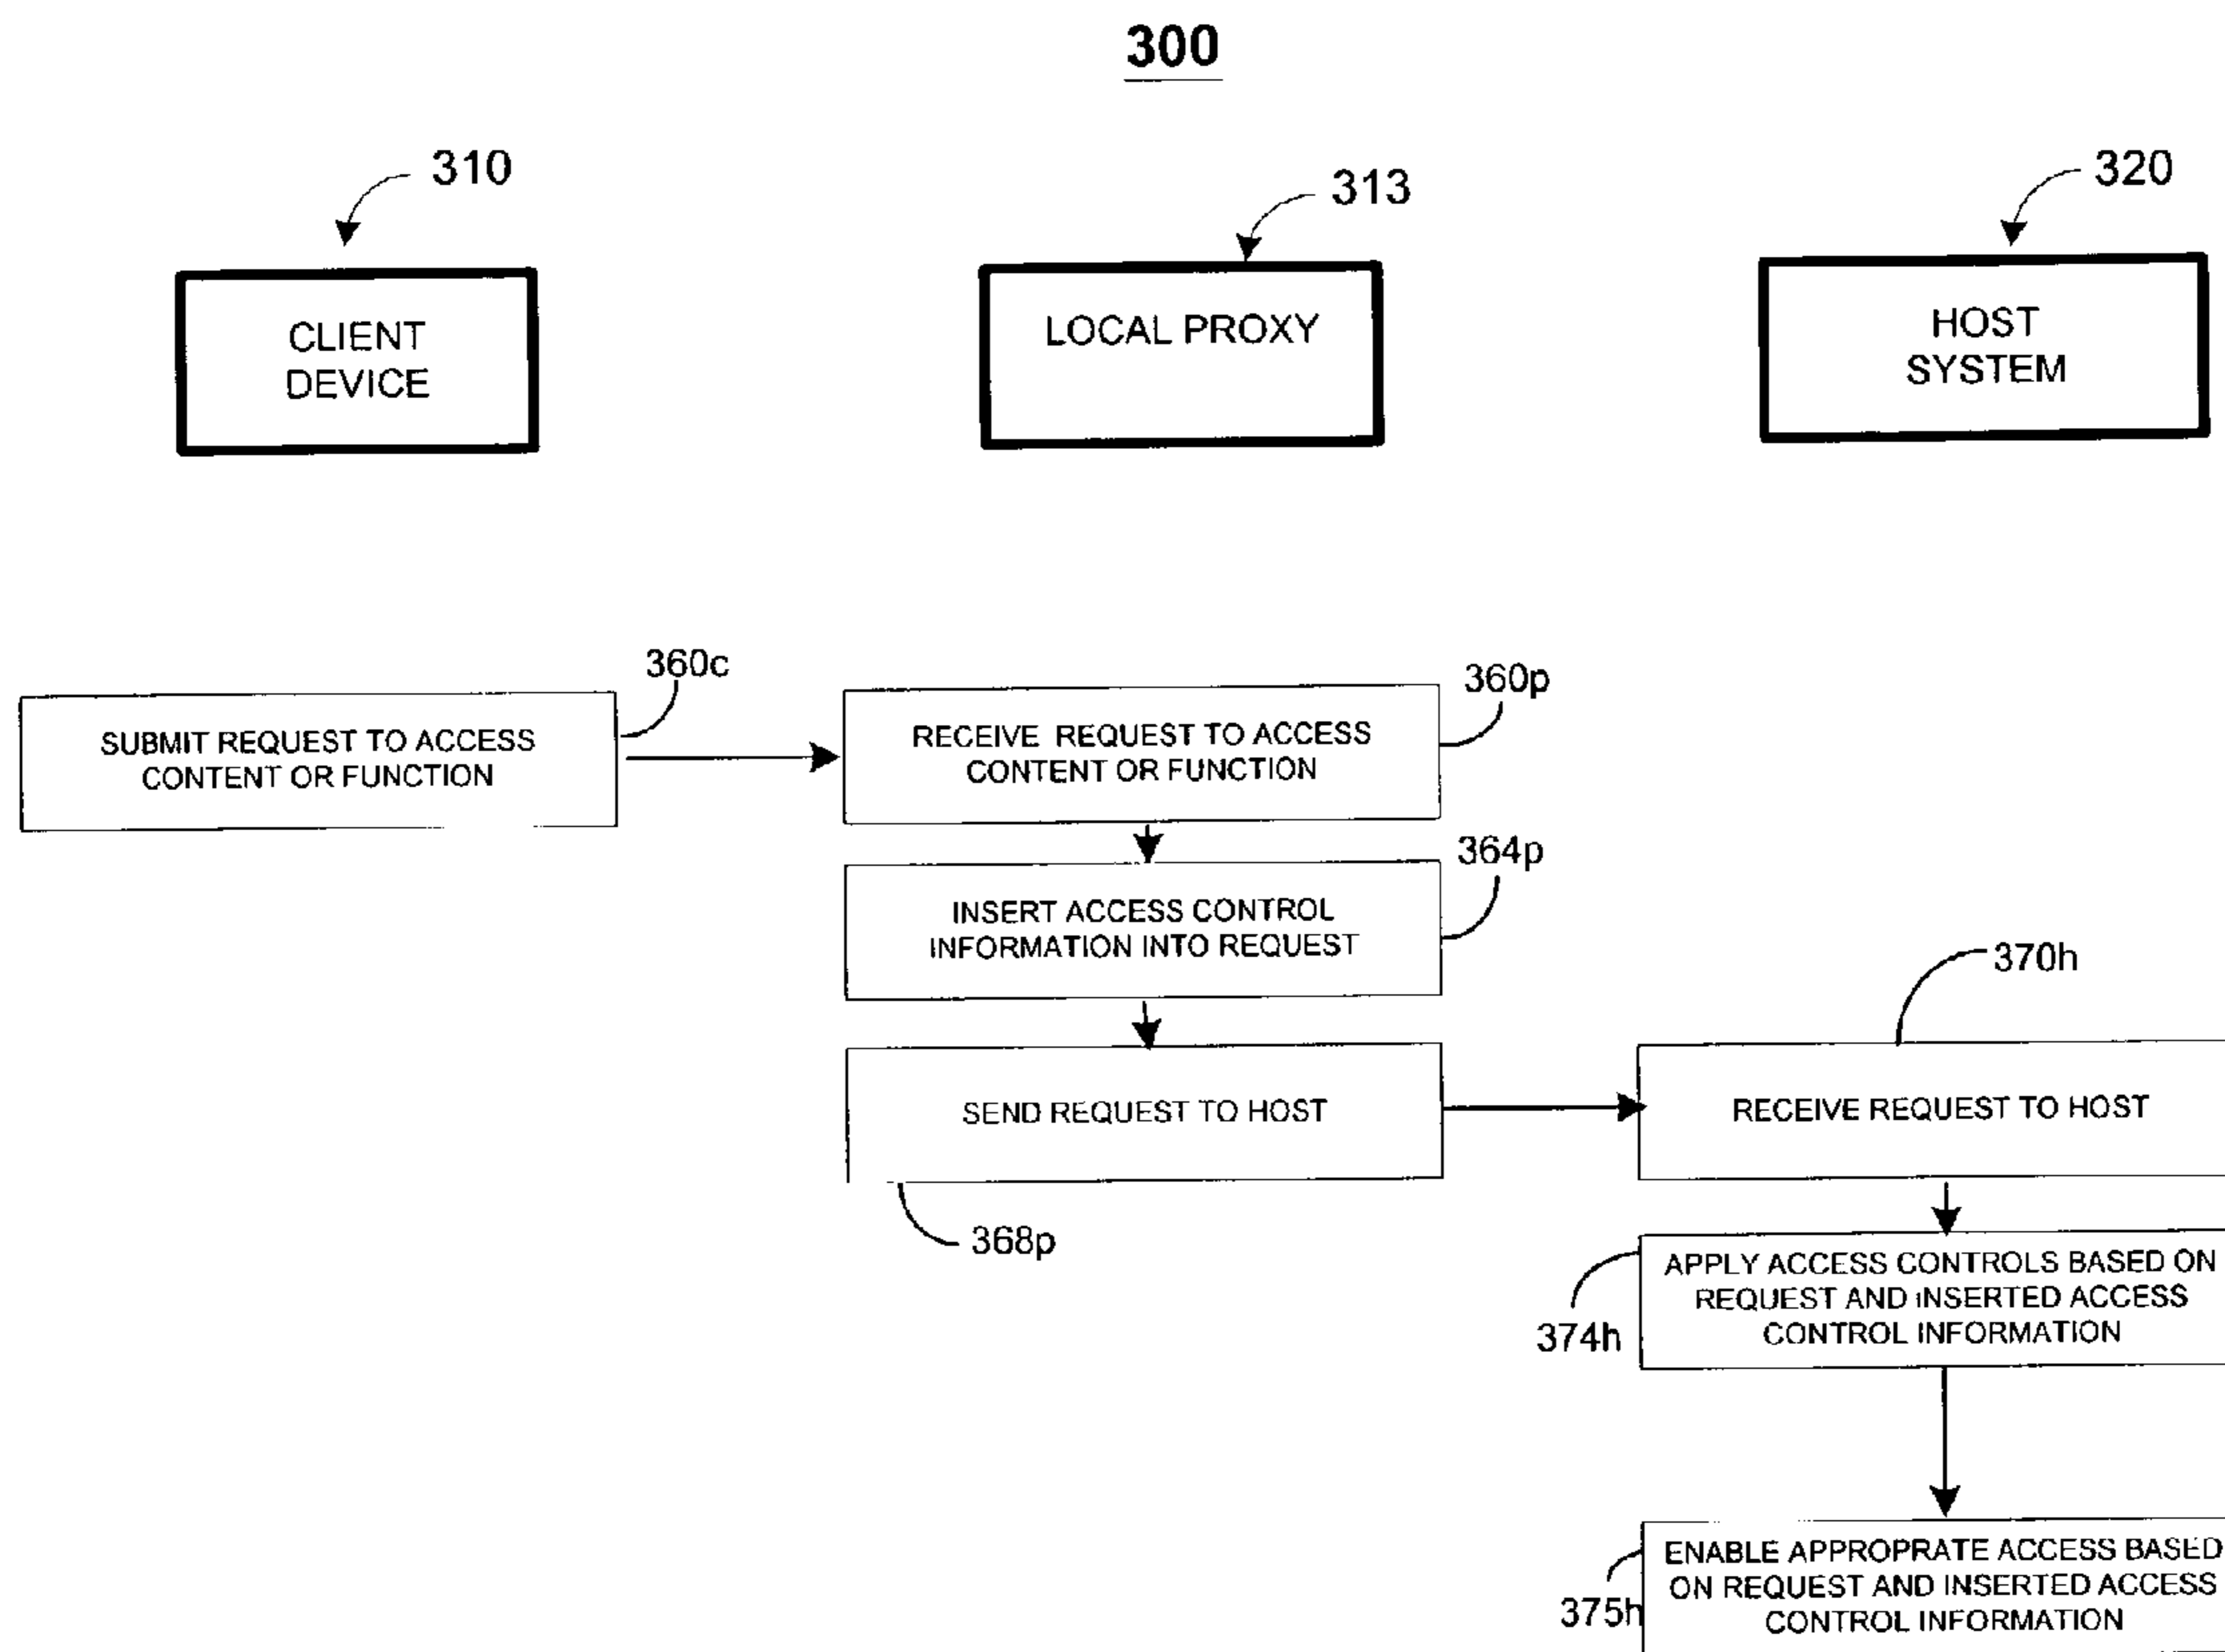 300
310
313
320
CLIENT
DEVICE
LOCAL PROXY
HOST
SYSTEM
360c
360p
SUBMIT REQUEST TO ACCESS
CONTENT OR FUNCTION
RECEIVE REQUEST TO ACCESS
CONTENT OR FUNCTION
364p
INSERT ACCESS CONTROL
INFORMATION INTO REQUEST
370h
SEND REQUEST TO HOST
RECEIVE REQUEST TO HOST
368p
374h
APPLY ACCESS CONTROLS BASED ON
REQUEST AND INSERTED ACCESS
CONTROL INFORMATION
375h
ENABLE APPROPRATE ACCESS BASED
ON REQUEST AND INSERTED ACCESS
CONTROL INFORMATION